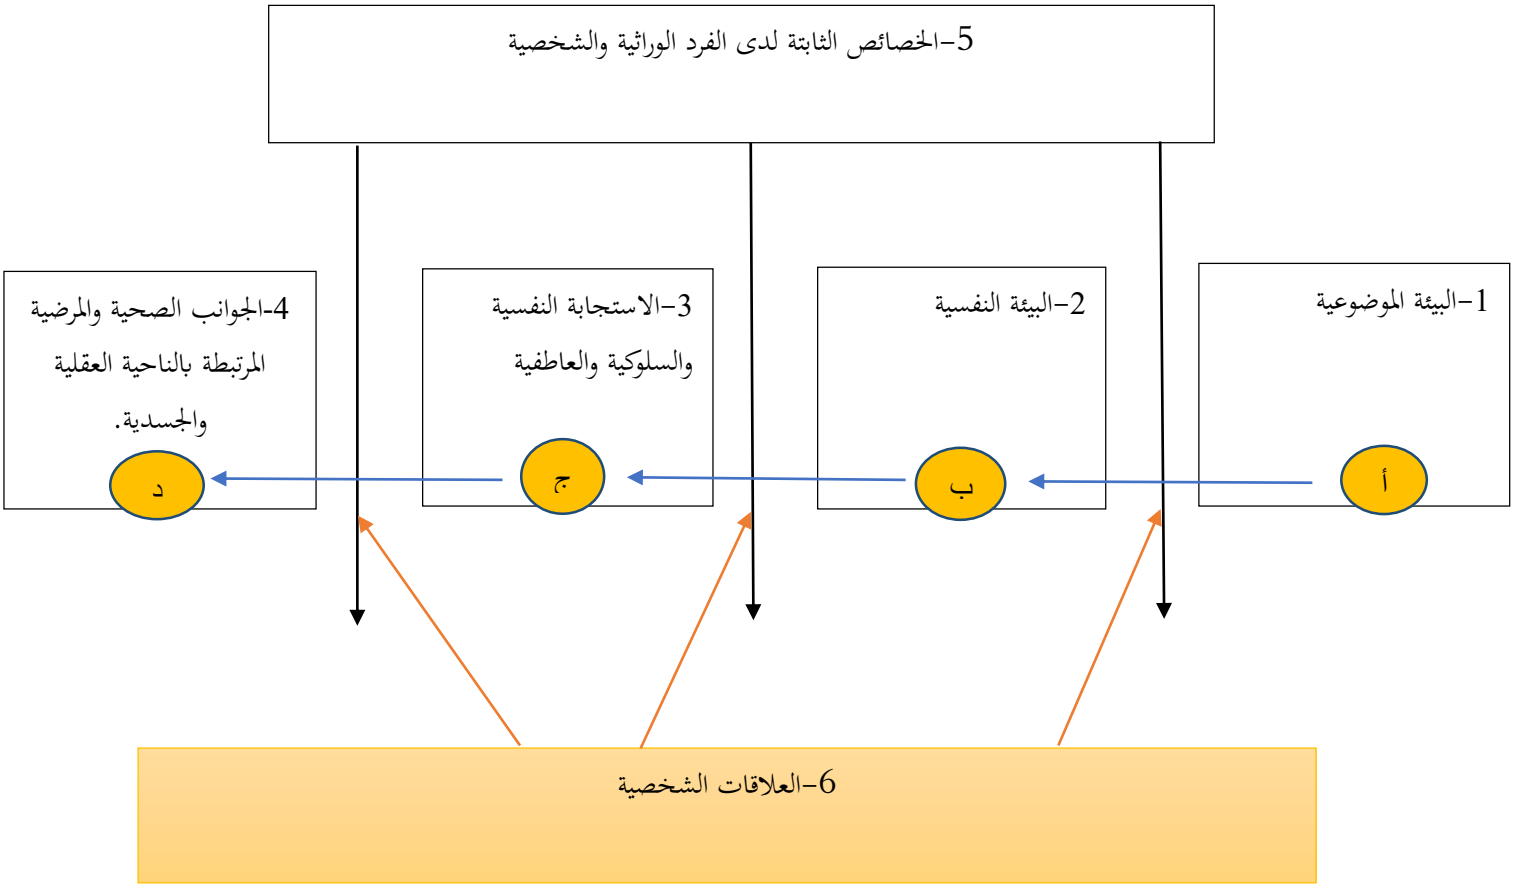 5-الخصائص الثابتة لدى الفرد الوراثية والشخصية
1-البيئة الموضوعية
2-البيئة النفسية
3-الاستجابة النفسية
والسلوكية والعاطفية
4-الجوانب الصحية والمرضية
المرتبطة بالناحية العقلية
والجسدية.
أ
ب
ج
د
6-العلاقات الشخصية